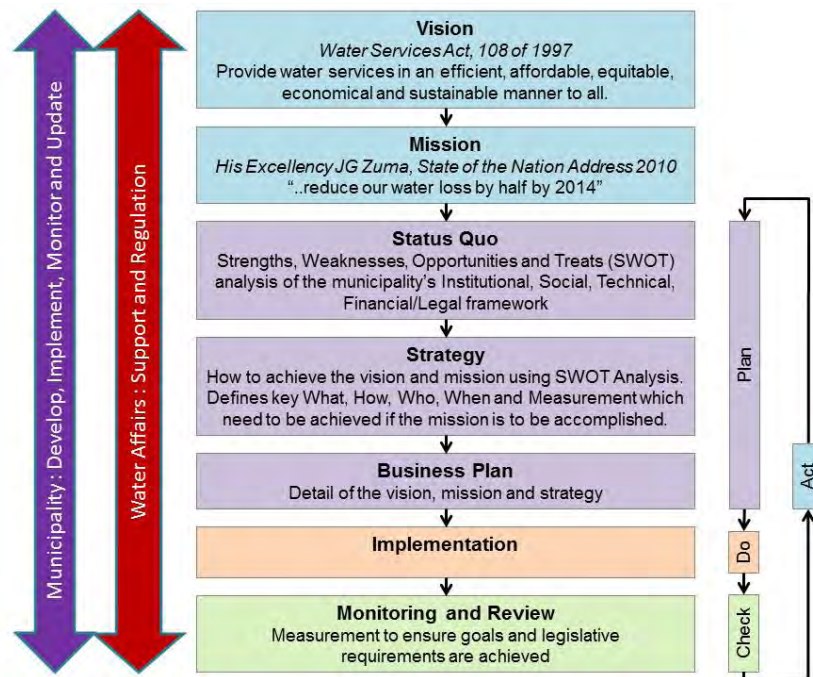 Municipality : Develop, Implement, Monitor and Update
Water Affairs : Support and Regulation
Vision
Water Services Act, 108 of 1997
Provide water services in an efficient, affordable, equitable,
economical and sustainable manner to all.
Mission
His Excellency JG Zuma, State of the Nation Address 2010
“..reduce our water loss by half by 2014”
Status Quo
Strengths, Weaknesses, Opportunities and Treats (SWOT)
analysis of the municipality's Institutional, Social, Technical,
Financial/Legal framework
Strategy
How to achieve the vision and mission using SWOT Analysis.
Defines key What, How, Who, When and Measurement which
need to be achieved if the mission is to be accomplished.
Business Plan
Detail of the vision, mission and strategy
Implementation
Monitoring and Review
Measurement to ensure goals and legislative
requirements are achieved
Plan
Do
Check
Act